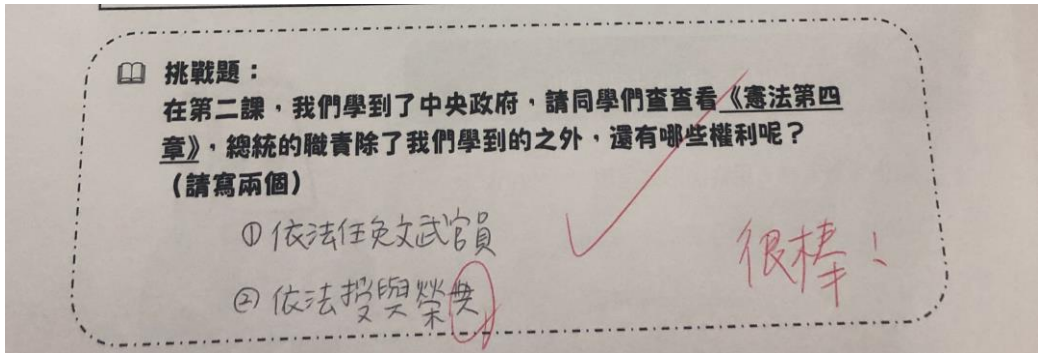 挑戰題：
在第二課，我們學到了中央政府，請同學們查查看《憲法第四
章》，總統的職責除了我們學到的之外，還有哪些權利呢？
（請寫兩個）
①依法任免文武官員
②依法授與榮典
很棒！